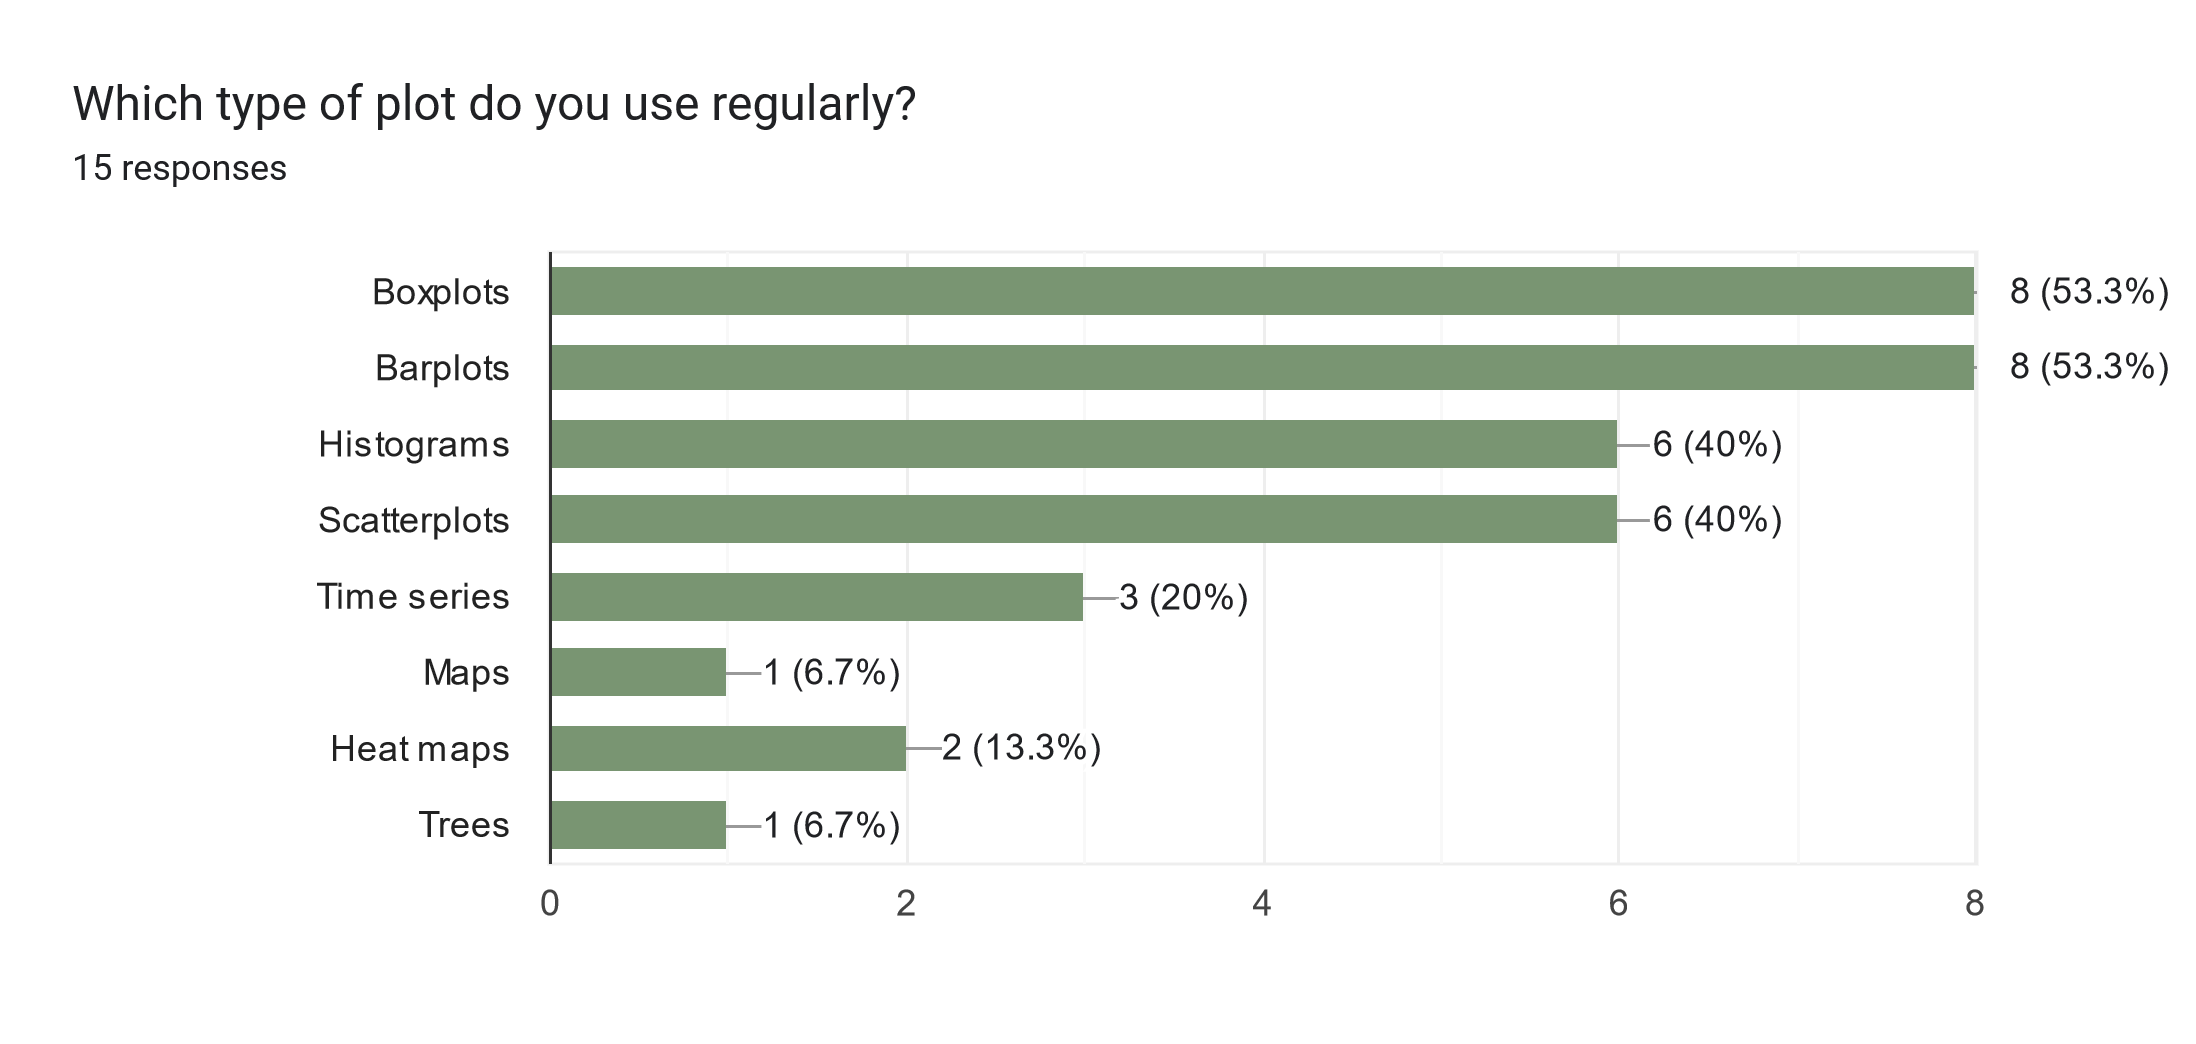 Which type of plot do you use regularly?
15 responses
Boxplots 8 (53.3%)
Barplots 8 (53.3%)
Histograms 6 (40%)
Scatterplots 6 (40%)
Time series 3 (20%)
Maps 1 (6.7%)
Heat maps 2 (13.3%)
Trees 1 (6.7%)
0 2 4 6 8